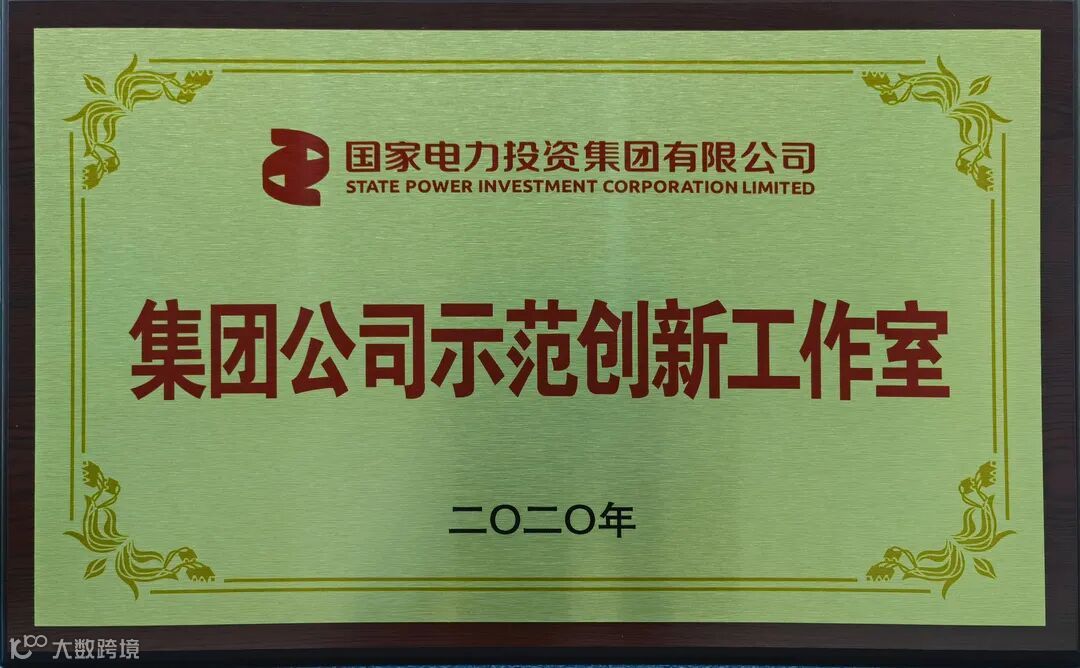 国家电力投资集团有限公司
STATE POWER INVESTMENT CORPORATION LIMITED
集团公司示范创新工作室
二〇二〇年
大数跨境